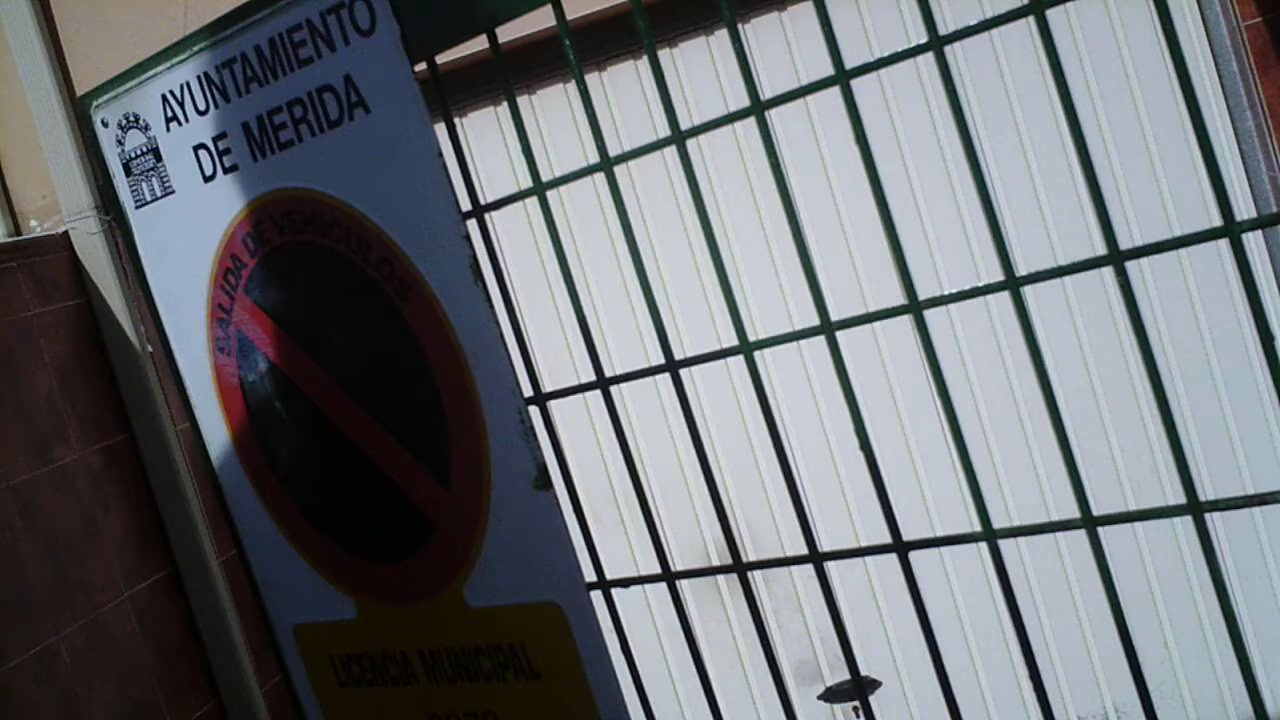 AYUNTAMIENTO
DE MERIDA
SALIDA DE VEHICULOS
LICENCIA MUNICIPAL